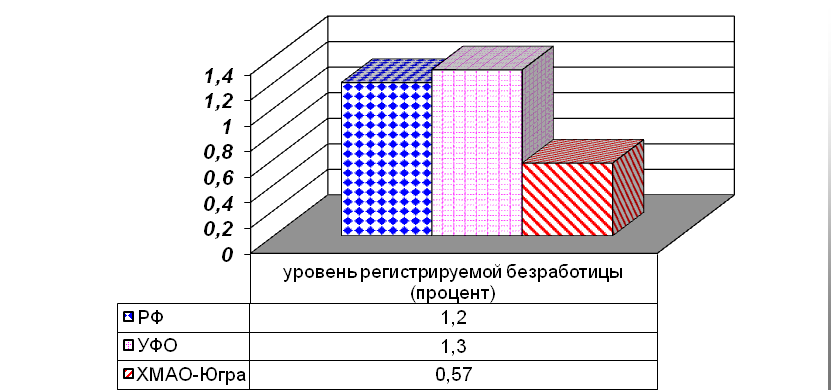 1,4
1,2
1
0,8
0,6
0,4
0,2
0
уровень регистрируемой безработицы
(процент)
РФ 1,2
УФО 1,3
ХМАО-Югра 0,57